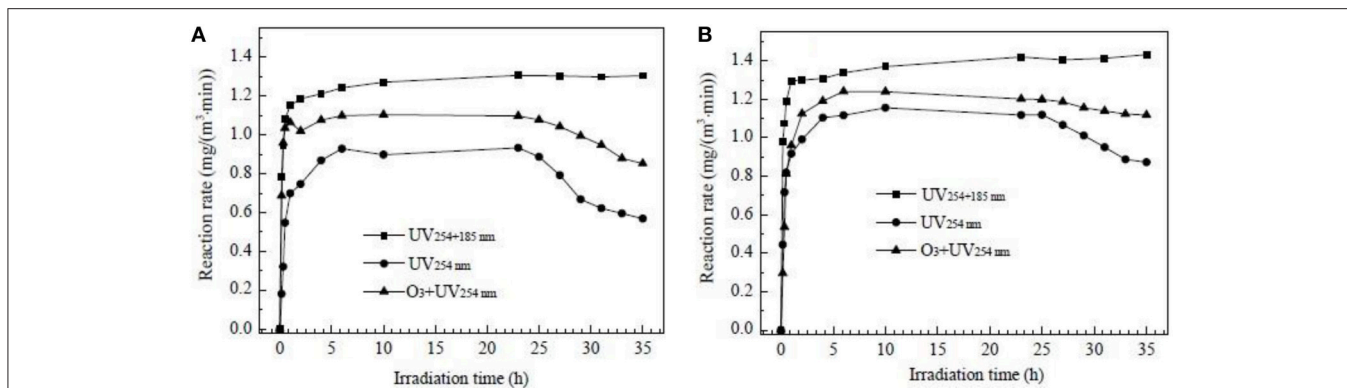 A
Reaction rate (mg/(m³·min))
1.4
1.2
1.0
0.8
0.6
0.4
0.2
0.0
UV254+185 nm
UV254 nm
O3+UV254 nm
0 5 10 15 20 25 30 35
Irradiation time (h)
B
Reaction rate (mg/(m³·min))
1.4
1.2
1.0
0.8
0.6
0.4
0.2
0.0
UV254+185 nm
UV254 nm
O3+UV254 nm
0 5 10 15 20 25 30 35
Irradiation time (h)